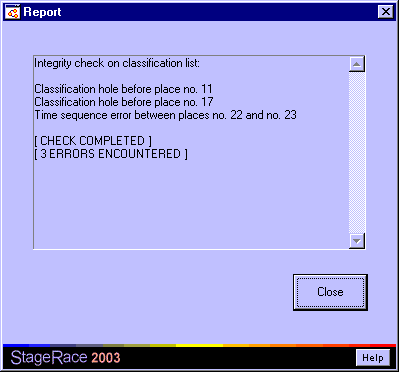 Report
Integrity check on classification list:
Classification hole before place no. 11
Classification hole before place no. 17
Time sequence error between places no. 22 and no. 23
[ CHECK COMPLETED ]
[ 3 ERRORS ENCOUNTERED ]
Close
StageRace 2003
Help